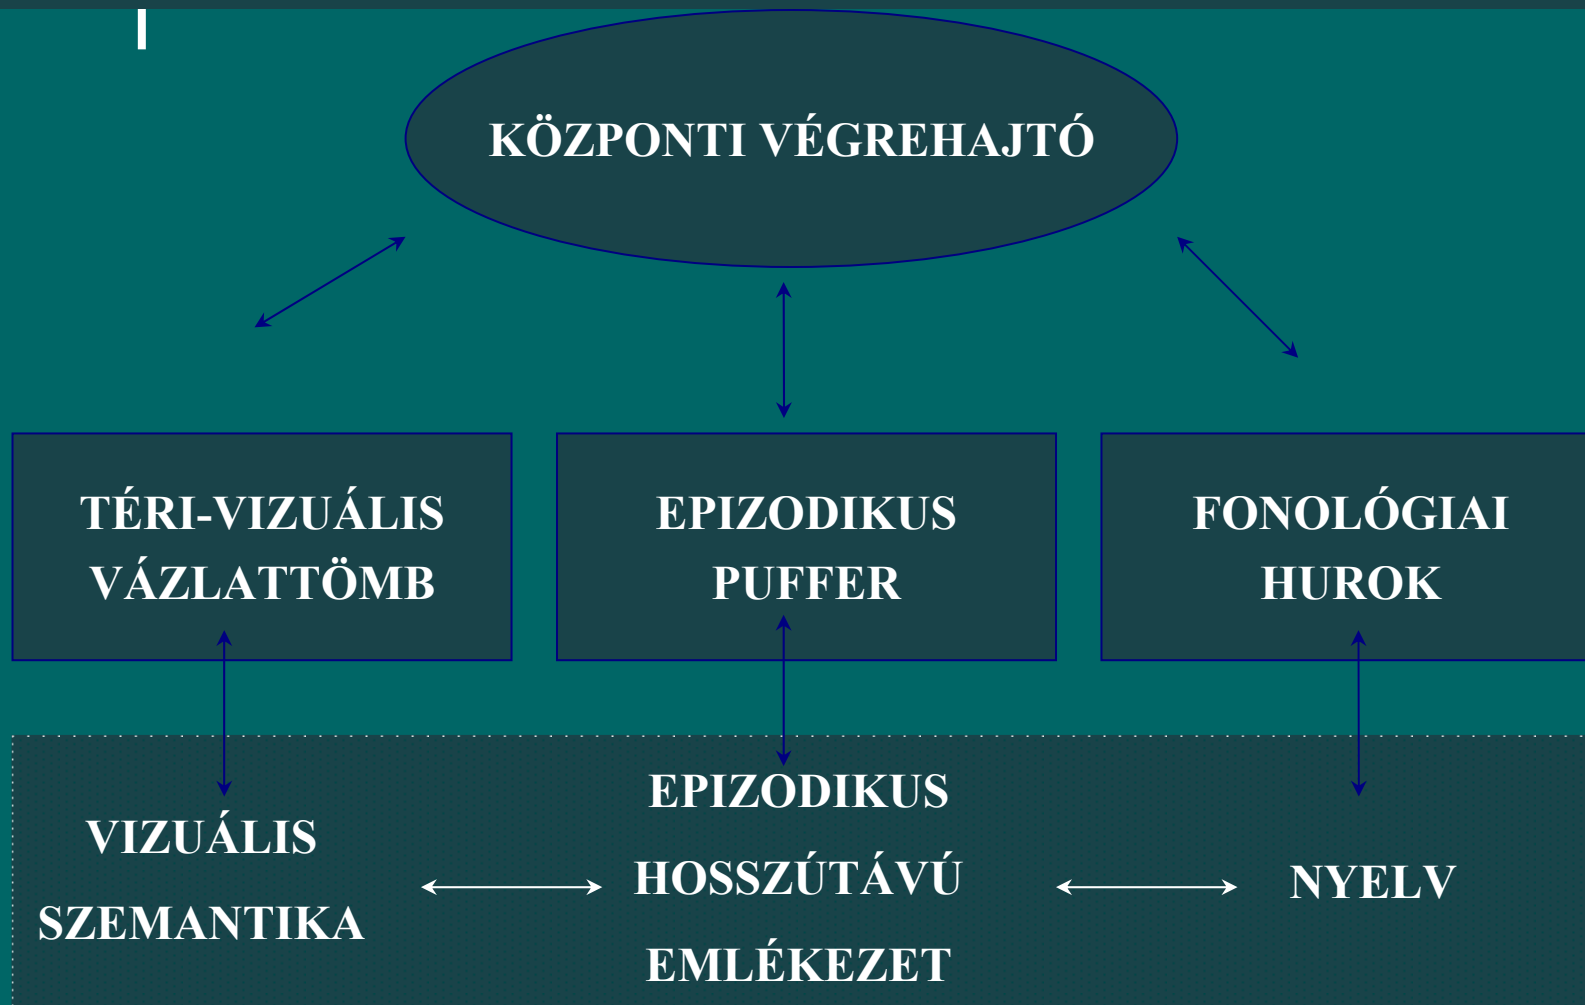 KÖZPONTI VÉGREHAJTÓ
TÉRI-VIZUÁLIS
VÁZLATTÖMB
EPIZODIKUS
PUFFER
FONOLÓGIAI
HUROK
VIZUÁLIS
SZEMANTIKA
EPIZODIKUS
HOSSZÚTÁVÚ
EMLÉKEZET
NYELV